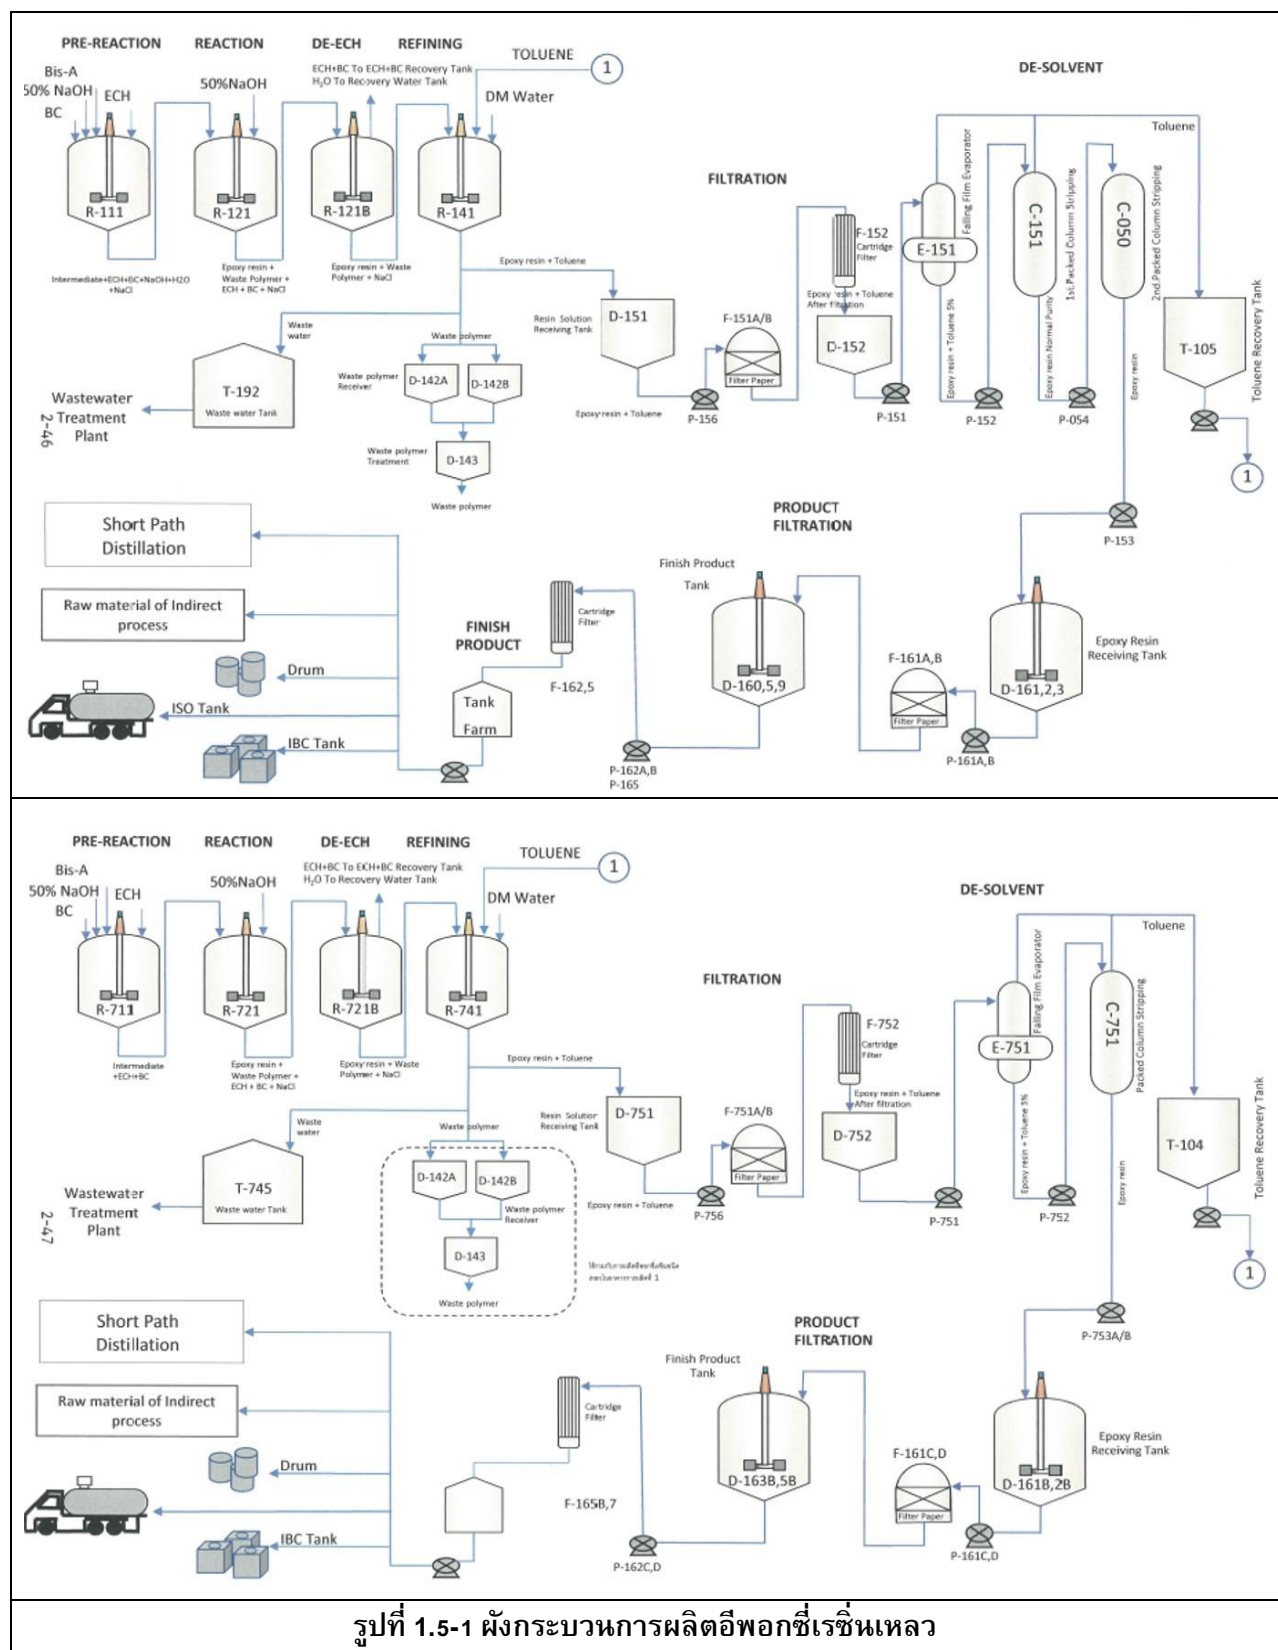 PRE-REACTION
REACTION
DE-ECH
REFINING
TOLUENE
1
Bis-A
50% NaOH
ECH
BC
50%NaOH
ECH+BC To ECH+BC Recovery Tank
H₂O To Recovery Water Tank
DM Water
DE-SOLVENT
Toluene
FILTRATION
R-111
R-121
R-121B
R-141
Intermediate+ECH+BC+NaOH+H2O
+NaCl
Epoxy resin +
Waste Polymer +
ECH + BC + NaCl
Epoxy resin + Waste
Polymer + NaCl
Epoxy resin + Toluene
F-152
Cartridge
Filter
Epoxy resin + Toluene
After filtration
Falling Film Evaporator
E-151
Epoxy resin + Toluene 5%
C-151
1st.Packed Column Stripping
Epoxy resin Normal Purity
C-050
2nd.Packed Column Stripping
Epoxy resin
T-105
Toluene Recovery Tank
1
Waste
water
Waste polymer
Resin Solution
Receiving Tank
D-151
F-151A/B
Filter Paper
D-152
T-192
Waste water Tank
Wastewater
Treatment
Plant
2-46
Waste polymer
Receiver
D-142A
D-142B
Epoxy resin + Toluene
P-156
P-151
P-152
P-054
Waste polymer
Treatment
D-143
Waste polymer
P-153
Short Path
Distillation
Raw material of Indirect
process
Drum
ISO Tank
IBC Tank
FINISH
PRODUCT
Tank
Farm
Cartridge
Filter
F-162,5
P-162A,B
P-165
Finish Product
Tank
D-160,5,9
PRODUCT
FILTRATION
F-161A,B
Filter Paper
P-161A,B
D-161,2,3
Epoxy Resin
Receiving Tank
PRE-REACTION
REACTION
DE-ECH
REFINING
TOLUENE
1
Bis-A
50% NaOH
ECH
BC
50%NaOH
ECH+BC To ECH+BC Recovery Tank
H₂O To Recovery Water Tank
DM Water
DE-SOLVENT
Toluene
FILTRATION
R-711
R-721
R-721B
R-741
Intermediate
+ECH+BC
Epoxy resin +
Waste Polymer +
ECH + BC + NaCl
Epoxy resin + Waste
Polymer + NaCl
Epoxy resin + Toluene
F-752
Cartridge
Filter
Epoxy resin + Toluene
After filtration
Falling Film Evaporator
E-751
Epoxy resin + Toluene 5%
C-751
Packed Column Stripping
Epoxy resin
T-104
Toluene Recovery Tank
1
Waste
water
Waste polymer
Resin Solution
Receiving Tank
D-751
F-751A/B
Filter Paper
D-752
T-745
Waste water Tank
Wastewater
Treatment
Plant
2-47
D-142A
D-142B
Waste polymer
Receiver
Epoxy resin + Toluene
P-756
P-751
P-752
D-143
Waste polymer
P-753A/B
Short Path
Distillation
Raw material of Indirect
process
Drum
IBC Tank
Cartridge
Filter
F-165B,7
P-162C,D
Finish Product
Tank
D-163B,5B
PRODUCT
FILTRATION
F-161C,D
Filter Paper
P-161C,D
D-161B,2B
Epoxy Resin
Receiving Tank
รูปที่ 1.5-1 ผังกระบวนการผลิตอีพอกซี่เรซิ่นเหลว